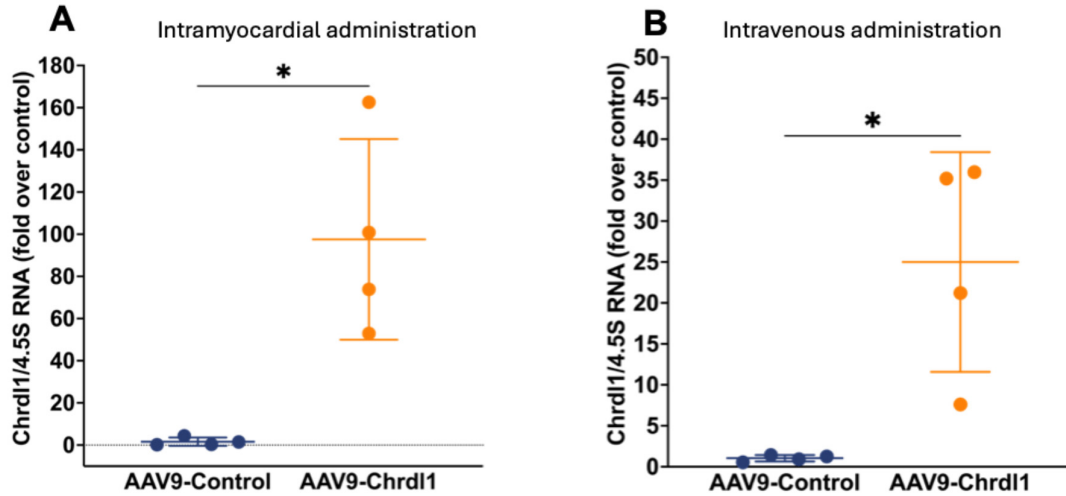 A
Intramyocardial administration
Chrdl1/4.5S RNA (fold over control)
180
160
140
120
100
80
60
40
20
0
*
AAV9-Control
AAV9-Chrdl1
B
Intravenous administration
Chrdl1/4.5S RNA (fold over control)
50
45
40
35
30
25
20
15
10
5
0
*
AAV9-Control
AAV9-Chrdl1